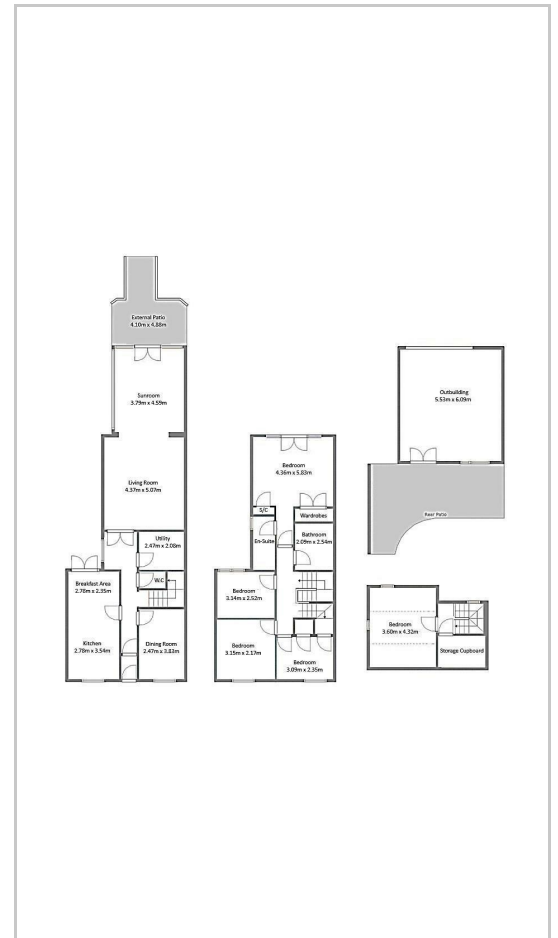 External Patio
4.10m x 4.88m
Sunroom
3.79m x 4.59m
Living Room
4.37m x 5.07m
Utility
2.47m x 2.08m
W.C
Breakfast Area
2.78m x 2.35m
Kitchen
2.78m x 3.54m
Dining Room
2.47m x 3.83m
Bedroom
4.36m x 5.83m
S/C
Wardrobes
En-Suite
Bathroom
2.09m x 2.54m
Bedroom
3.14m x 2.52m
Bedroom
3.15m x 2.17m
Bedroom
3.09m x 2.35m
Outbuilding
5.53m x 6.09m
Rear Patio
Bedroom
3.60m x 4.32m
Storage Cupboard